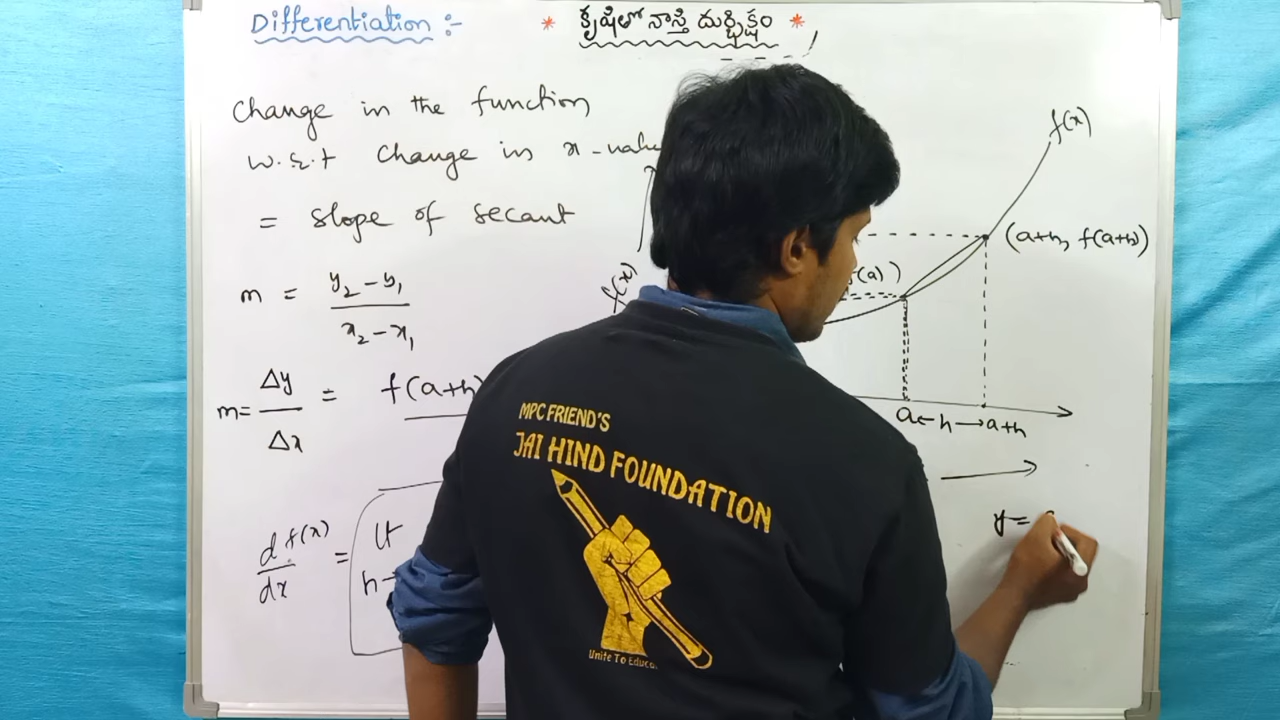 Differentiation :-
* కృషితో నాస్తి దుర్భిక్షం *
Change in the function
w.r.t change in x-value
= slope of secant
m = y₂-y₁ / x₂-x₁
m = Δy / Δx = f(a+h)
d f(x) / dx = lt
h→
f(x)
f(x)
(a+h, f(a+h))
f(a))
a ← h → a+h
y =
MPC FRIEND'S
JAI HIND FOUNDATION
Unite To Educa